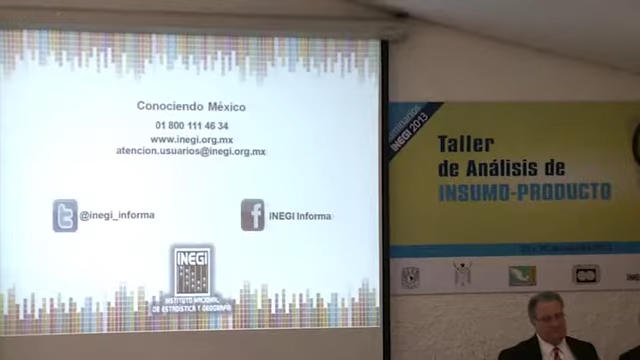 Conociendo México
01 800 111 46 34
www.inegi.org.mx
atencion.usuarios@inegi.org.mx
@inegi_informa
INEGI Informa
INEGI
INSTITUTO NACIONAL
DE ESTADÍSTICA Y GEOGRAFÍA
INEGI 2013
Taller
de Análisis de
INSUMO-PRODUCTO